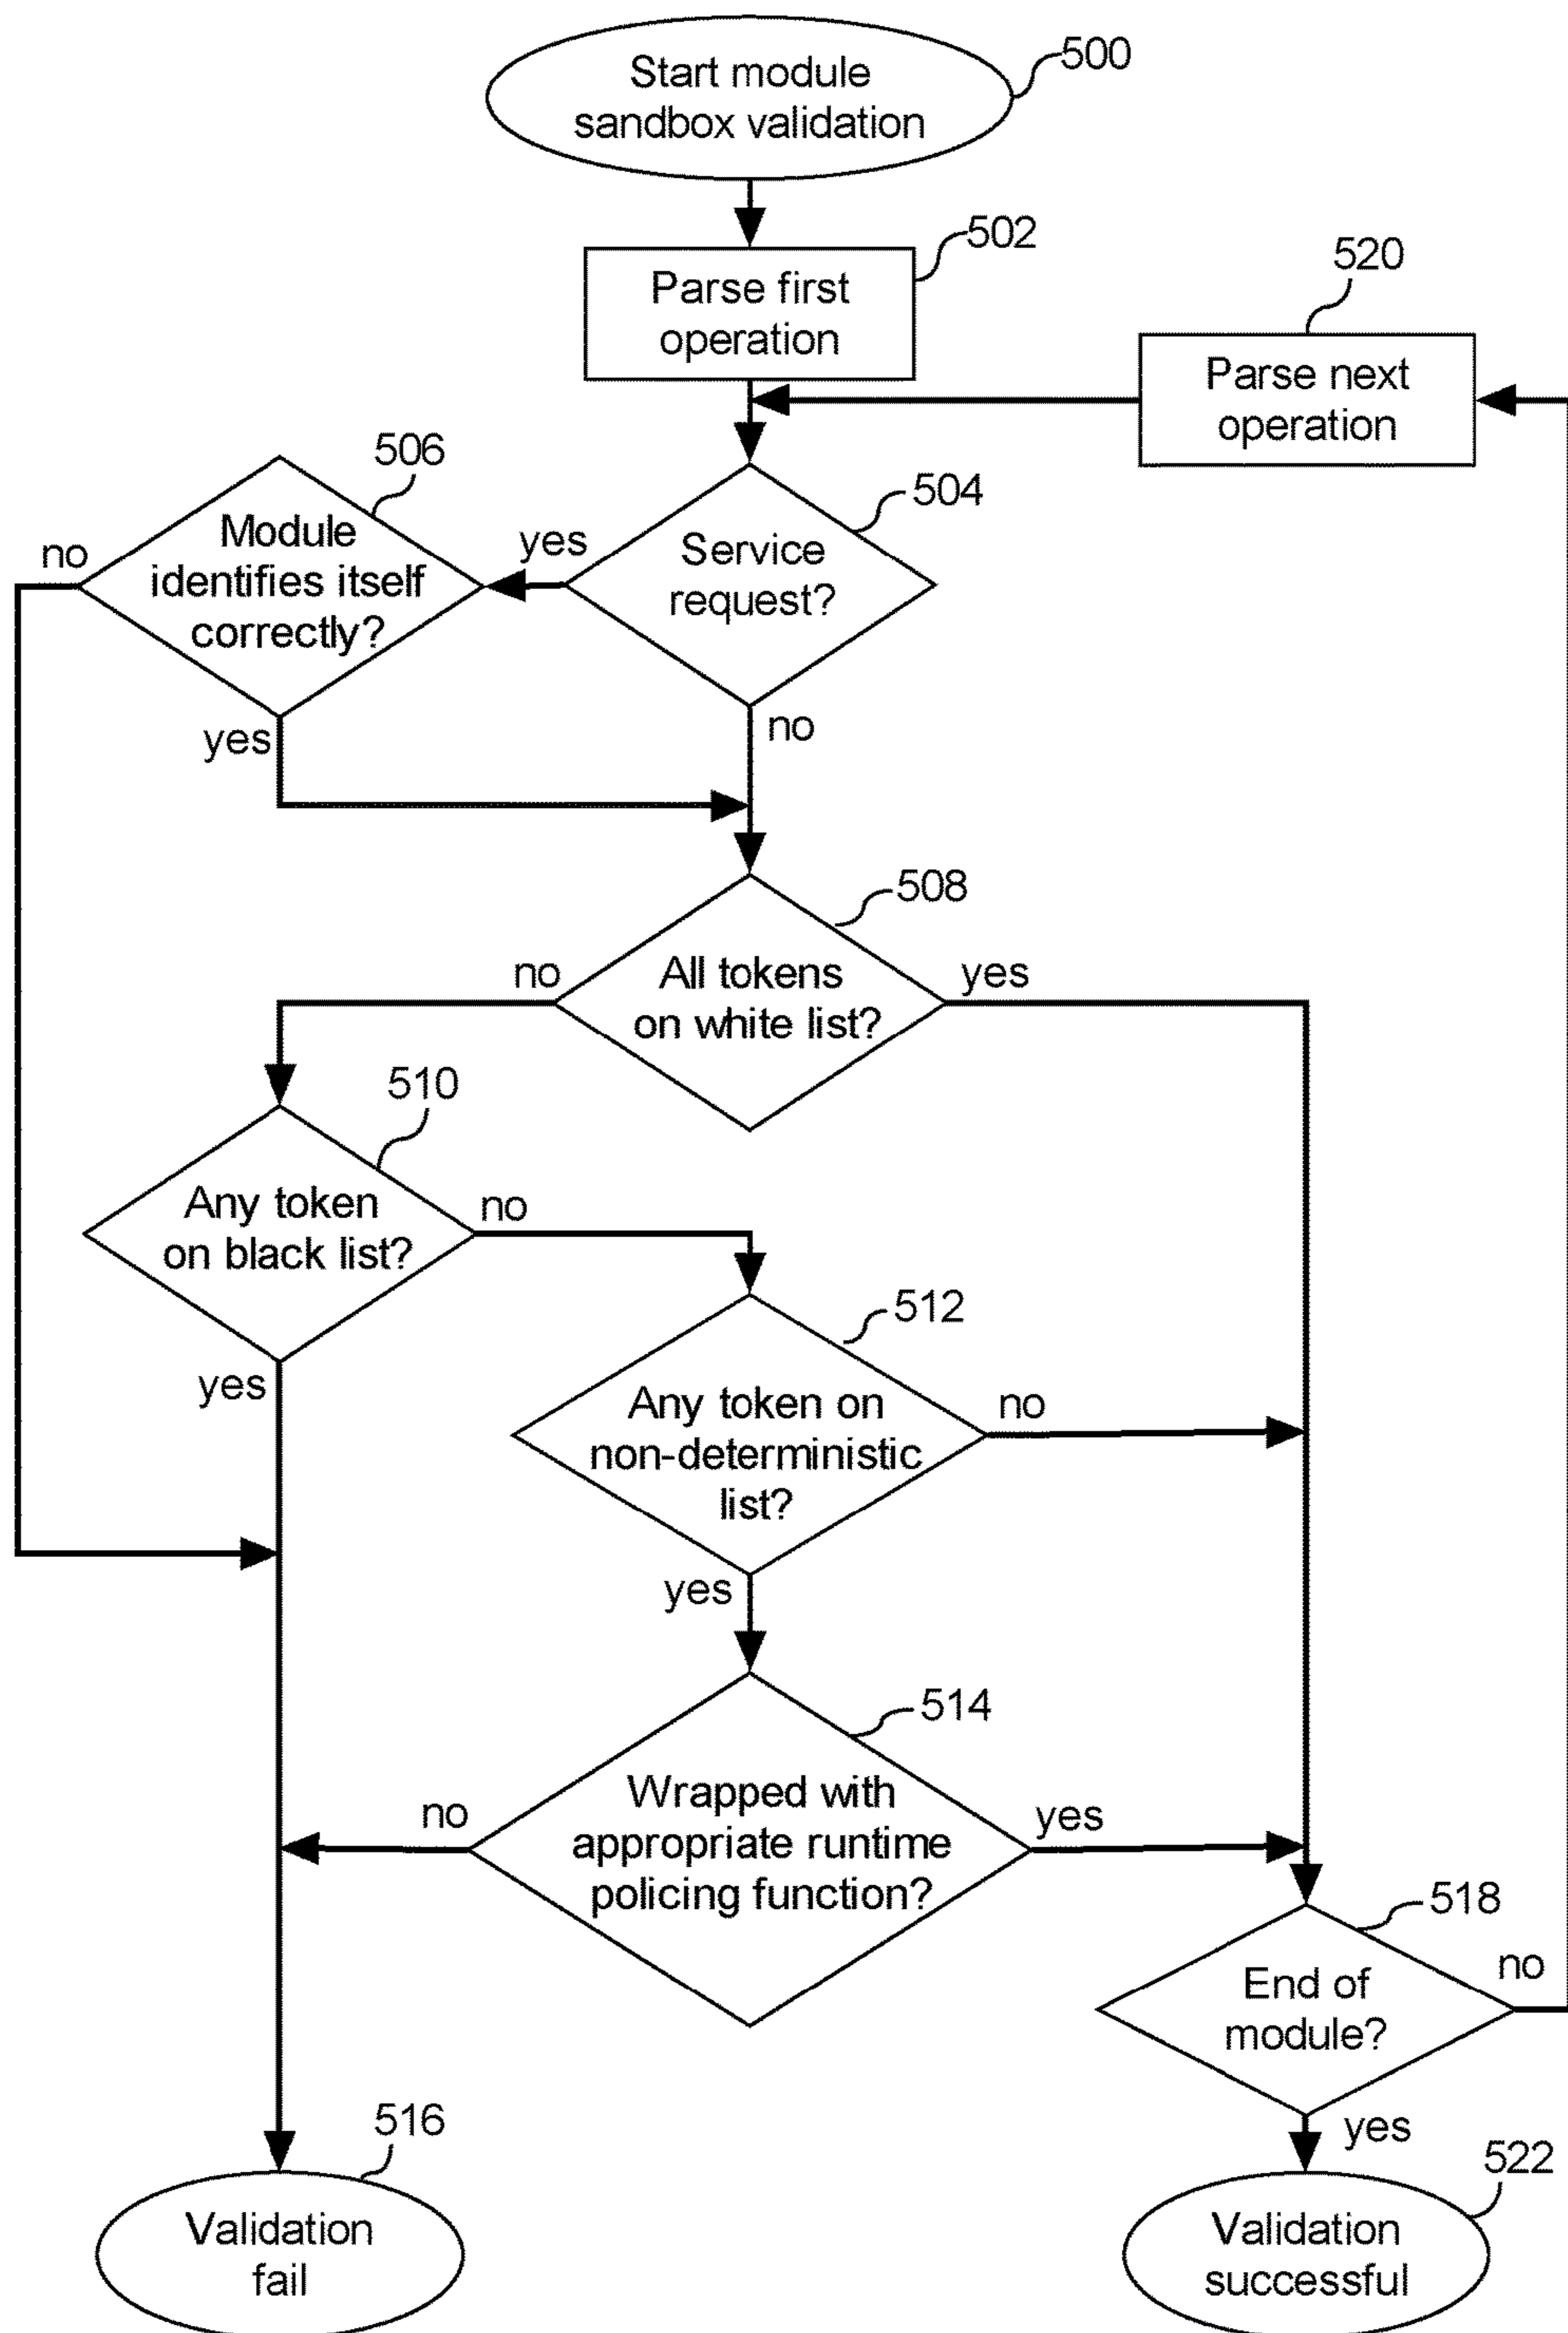 Start module
sandbox validation
500
502
Parse first
operation
520
Parse next
operation
506
Module
identifies itself
correctly?
no
yes
504
Service
request?
yes
no
508
All tokens
on white list?
no
yes
510
Any token
on black list?
no
yes
512
Any token on
non-deterministic
list?
no
yes
514
Wrapped with
appropriate runtime
policing function?
no
yes
518
End of
module?
no
yes
516
Validation
fail
522
Validation
successful